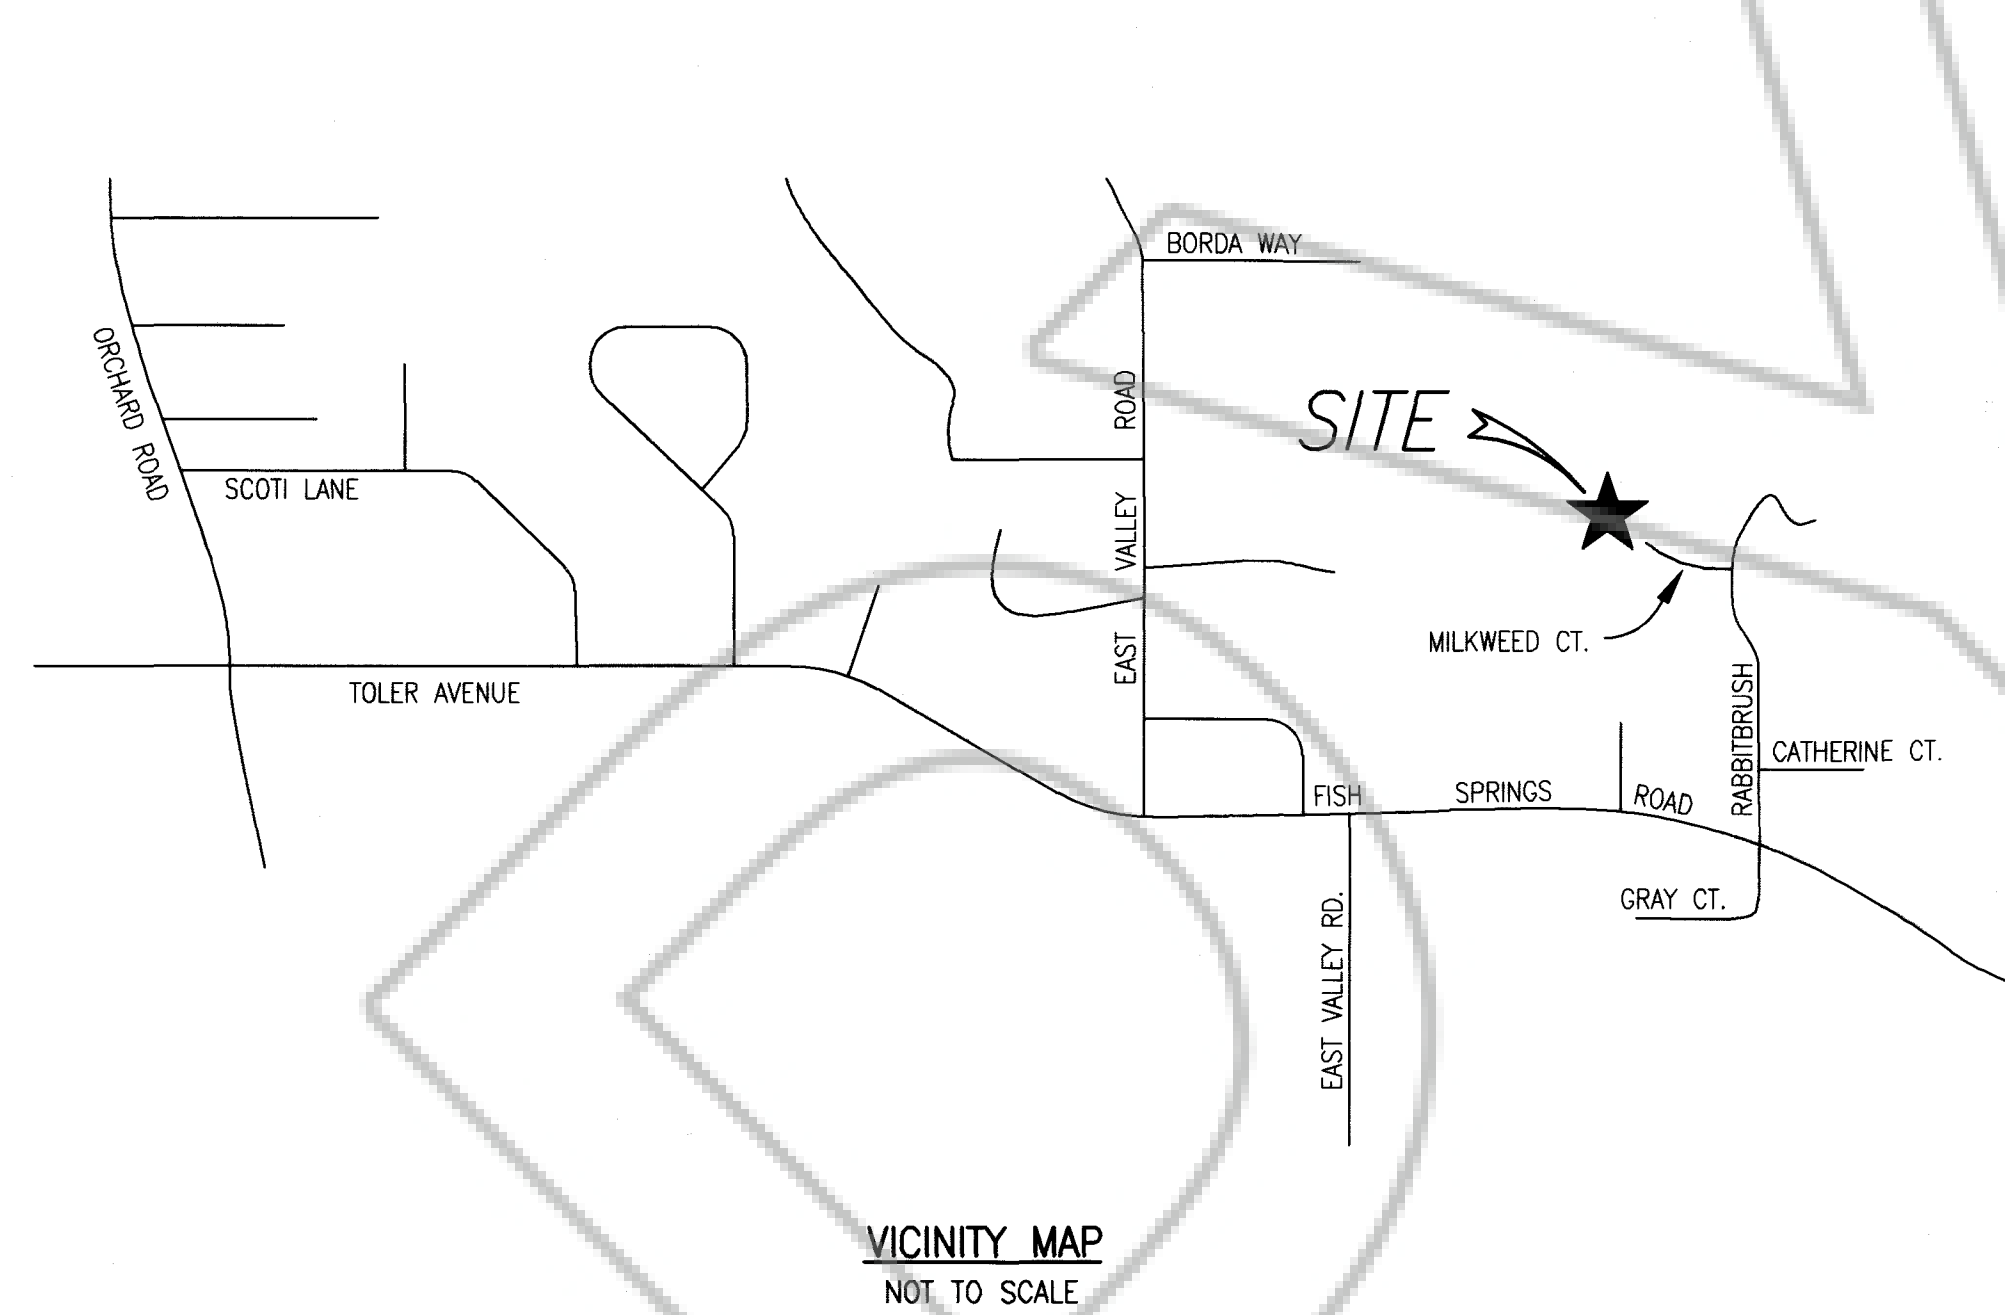 BORDA WAY
ORCHARD ROAD
SCOTI LANE
EAST VALLEY ROAD
SITE
MILKWEED CT.
TOLER AVENUE
RABBITBRUSH
CATHERINE CT.
FISH SPRINGS ROAD
GRAY CT.
EAST VALLEY RD.
VICINITY MAP
NOT TO SCALE